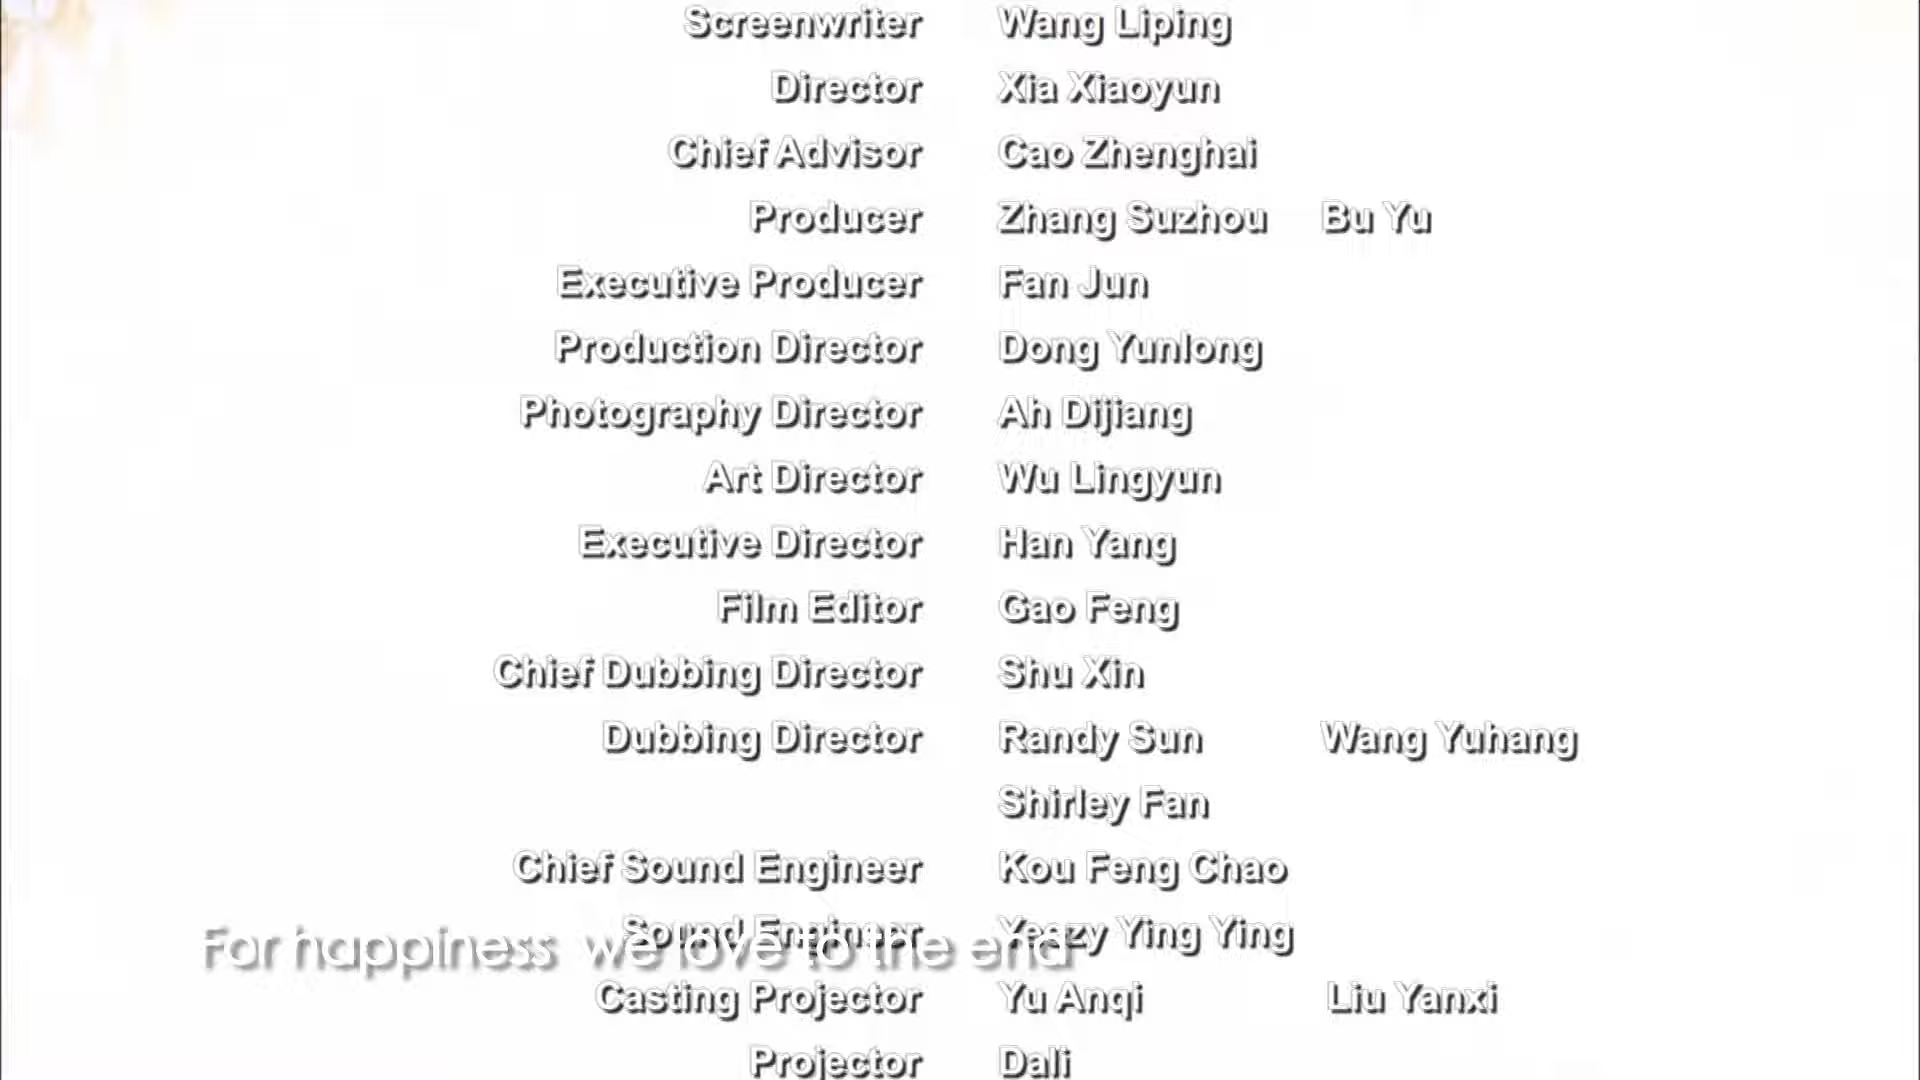 Screenwriter Wang Liping
Director Xia Xiaoyun
Chief Advisor Cao Zhenghai
Producer Zhang Suzhou Bu Yu
Executive Producer Fan Jun
Production Director Dong Yunlong
Photography Director Ah Dijiang
Art Director Wu Lingyun
Executive Director Han Yang
Film Editor Gao Feng
Chief Dubbing Director Shu Xin
Dubbing Director Randy Sun Wang Yuhang
Shirley Fan
Chief Sound Engineer Kou Feng Chao
Sound Engineer Yeezy Ying Ying
For happiness we love to the end
Casting Projector Yu Anqi Liu Yanxi
Projector Dali